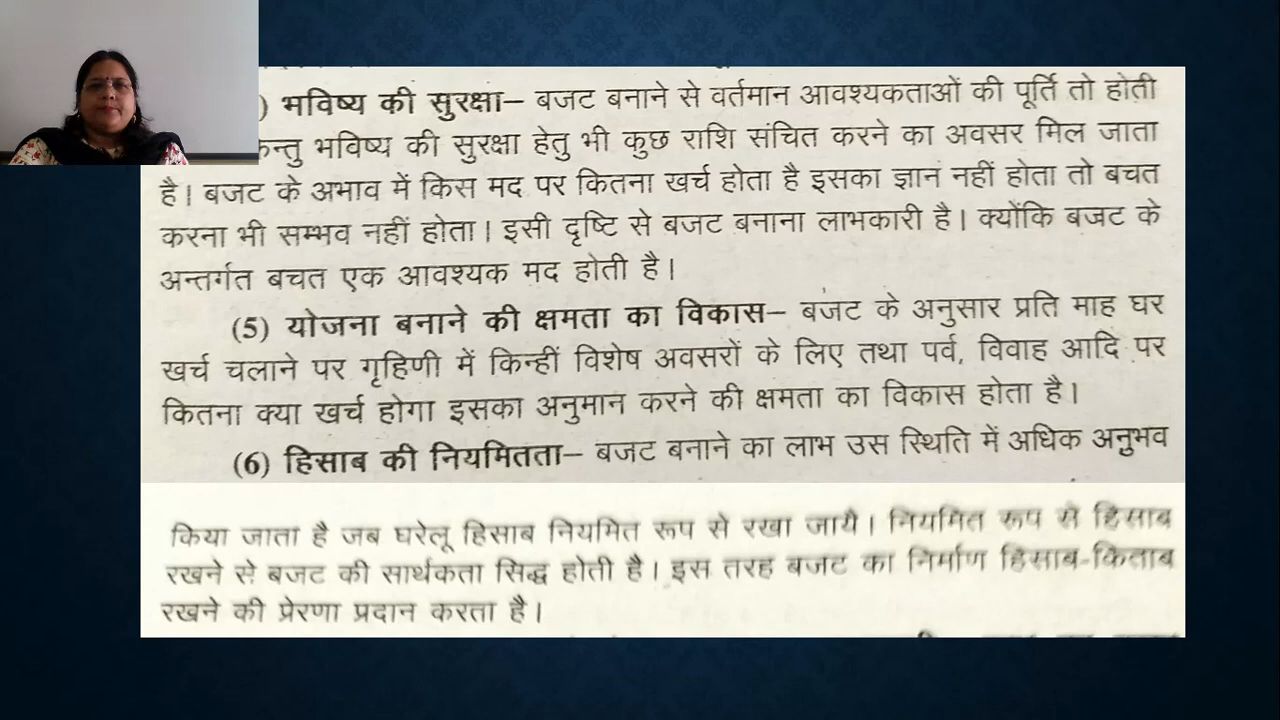 ) भविष्य की सुरक्षा– बजट बनाने से वर्तमान आवश्यकताओं की पूर्ति तो होती
भविष्य की सुरक्षा हेतु भी कुछ राशि संचित करने का अवसर मिल जाता
है। बजट के अभाव में किस मद पर कितना खर्च होता है इसका ज्ञान नहीं होता तो बचत
करना भी सम्भव नहीं होता। इसी दृष्टि से बजट बनाना लाभकारी है। क्योंकि बजट के
अन्तर्गत बचत एक आवश्यक मद होती है।
(5) योजना बनाने की क्षमता का विकास– बजट के अनुसार प्रति माह घर
खर्च चलाने पर गृहिणी में किन्हीं विशेष अवसरों के लिए तथा पर्व, विवाह आदि पर
कितना क्या खर्च होगा इसका अनुमान करने की क्षमता का विकास होता है।
(6) हिसाब की नियमितता– बजट बनाने का लाभ उस स्थिति में अधिक अनुभव
किया जाता है जब घरेलू हिसाब नियमित रूप से रखा जाये। नियमित रूप से हिसाब
रखने से बजट की सार्थकता सिद्ध होती है। इस तरह बजट का निर्माण हिसाब-किताब
रखने की प्रेरणा प्रदान करता है।